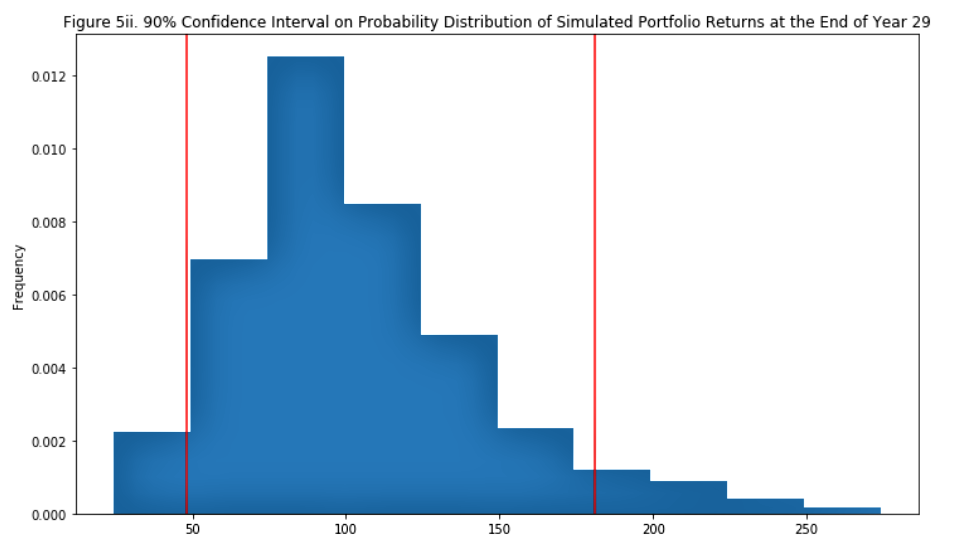 Figure 5ii. 90% Confidence Interval on Probability Distribution of Simulated Portfolio Returns at the End of Year 29
0.012
0.010
0.008
0.006
0.004
0.002
0.000
Frequency
50 100 150 200 250